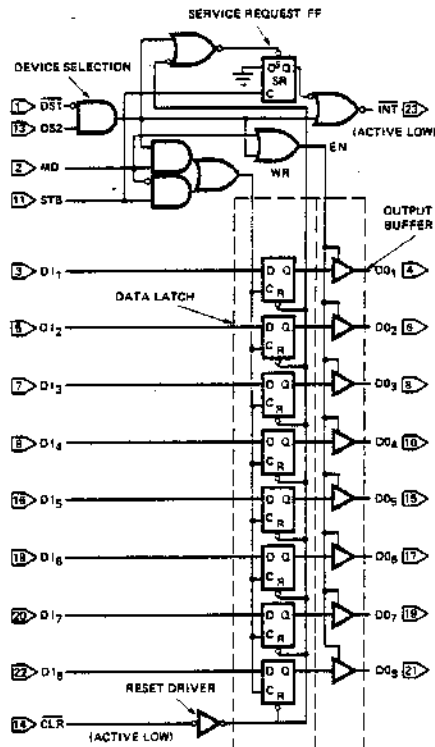 SERVICE REQUEST FF
DEVICE SELECTION
S
D Q
SR
C
1 DS1
13 DS2
INT 23
(ACTIVE LOW)
EN
2 MD
WR
11 STB
OUTPUT
BUFFER
3 DI1
D Q
C R
DO1 4
DATA LATCH
5 DI2
D Q
C R
DO2 6
7 DI3
D Q
C R
DO3 8
9 DI4
D Q
C R
DO4 10
16 DI5
D Q
C R
DO5 15
18 DI6
D Q
C R
DO6 17
20 DI7
D Q
C R
DO7 19
22 DI8
D Q
C R
DO8 21
RESET DRIVER
14 CLR
(ACTIVE LOW)